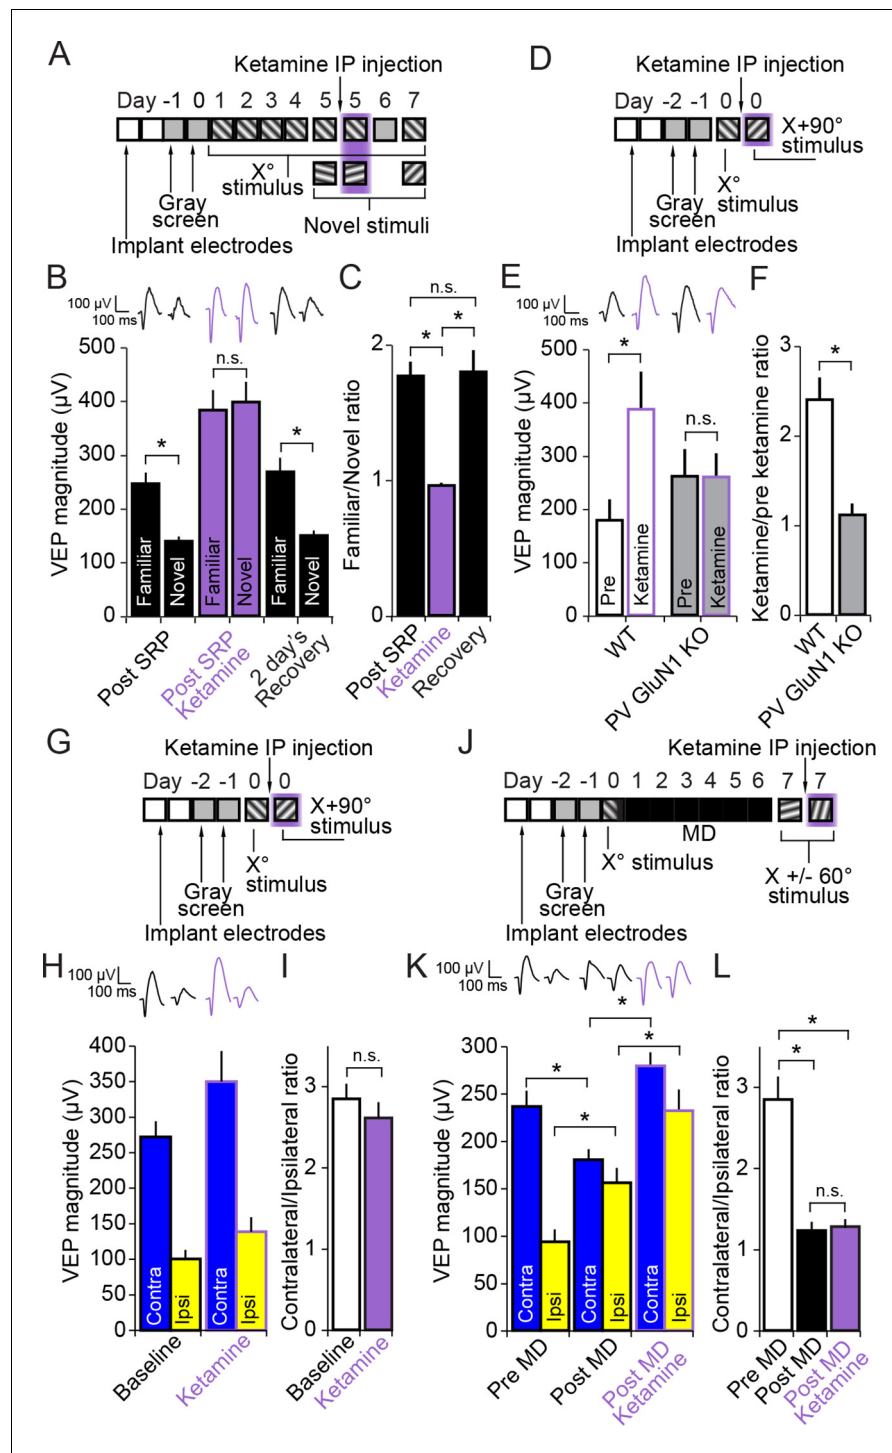 A
Ketamine IP injection
Day -1 0 1 2 3 4 5 5 6 7
X°
stimulus
Gray
screen
Novel stimuli
Implant electrodes
D
Ketamine IP injection
Day -2 -1 0 0
X+90°
stimulus
X°
stimulus
Gray
screen
Implant electrodes
B
100 µV
100 ms
VEP magnitude (µV)
500
400
300
200
100
0
*
n.s.
*
Familiar
Novel
Familiar
Novel
Familiar
Novel
Post SRP
Post SRP
Ketamine
2 day's
Recovery
C
n.s.
*
*
Familiar/Novel ratio
2
1
0
Post SRP
Ketamine
Recovery
E
100 µV
100 ms
VEP magnitude (µV)
500
400
300
200
100
0
*
n.s.
Pre
Ketamine
Pre
Ketamine
WT
PV GluN1 KO
F
Ketamine/pre ketamine ratio
3
2
1
0
*
WT
PV GluN1 KO
G
Ketamine IP injection
Day -2 -1 0 0
X+90°
stimulus
X°
stimulus
Gray
screen
Implant electrodes
J
Ketamine IP injection
Day -2 -1 0 1 2 3 4 5 6 7 7
MD
X° stimulus
X +/- 60°
stimulus
Gray
screen
Implant electrodes
H
100 µV
100 ms
VEP magnitude (µV)
400
350
300
250
200
150
100
50
0
Contra
Ipsi
Contra
Ipsi
Baseline
Ketamine
I
Contralateral/Ipsilateral ratio
3
2
1
0
n.s.
Baseline
Ketamine
K
100 µV
100 ms
VEP magnitude (µV)
300
250
200
150
100
50
0
*
*
*
*
Contra
Ipsi
Contra
Ipsi
Contra
Ipsi
Pre MD
Post MD
Post MD
Ketamine
L
Contralateral/Ipsilateral ratio
3
2
1
0
*
*
n.s.
Pre MD
Post MD
Post MD
Ketamine